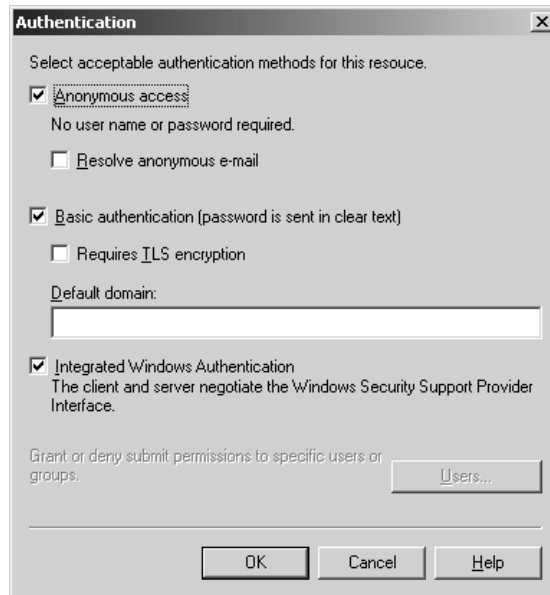 Authentication
Select acceptable authentication methods for this resouce.
Anonymous access
No user name or password required.
Resolve anonymous e-mail
Basic authentication (password is sent in clear text)
Requires TLS encryption
Default domain:
Integrated Windows Authentication
The client and server negotiate the Windows Security Support Provider
Interface.
Grant or deny submit permissions to specific users or
groups.
Users...
OK
Cancel
Help